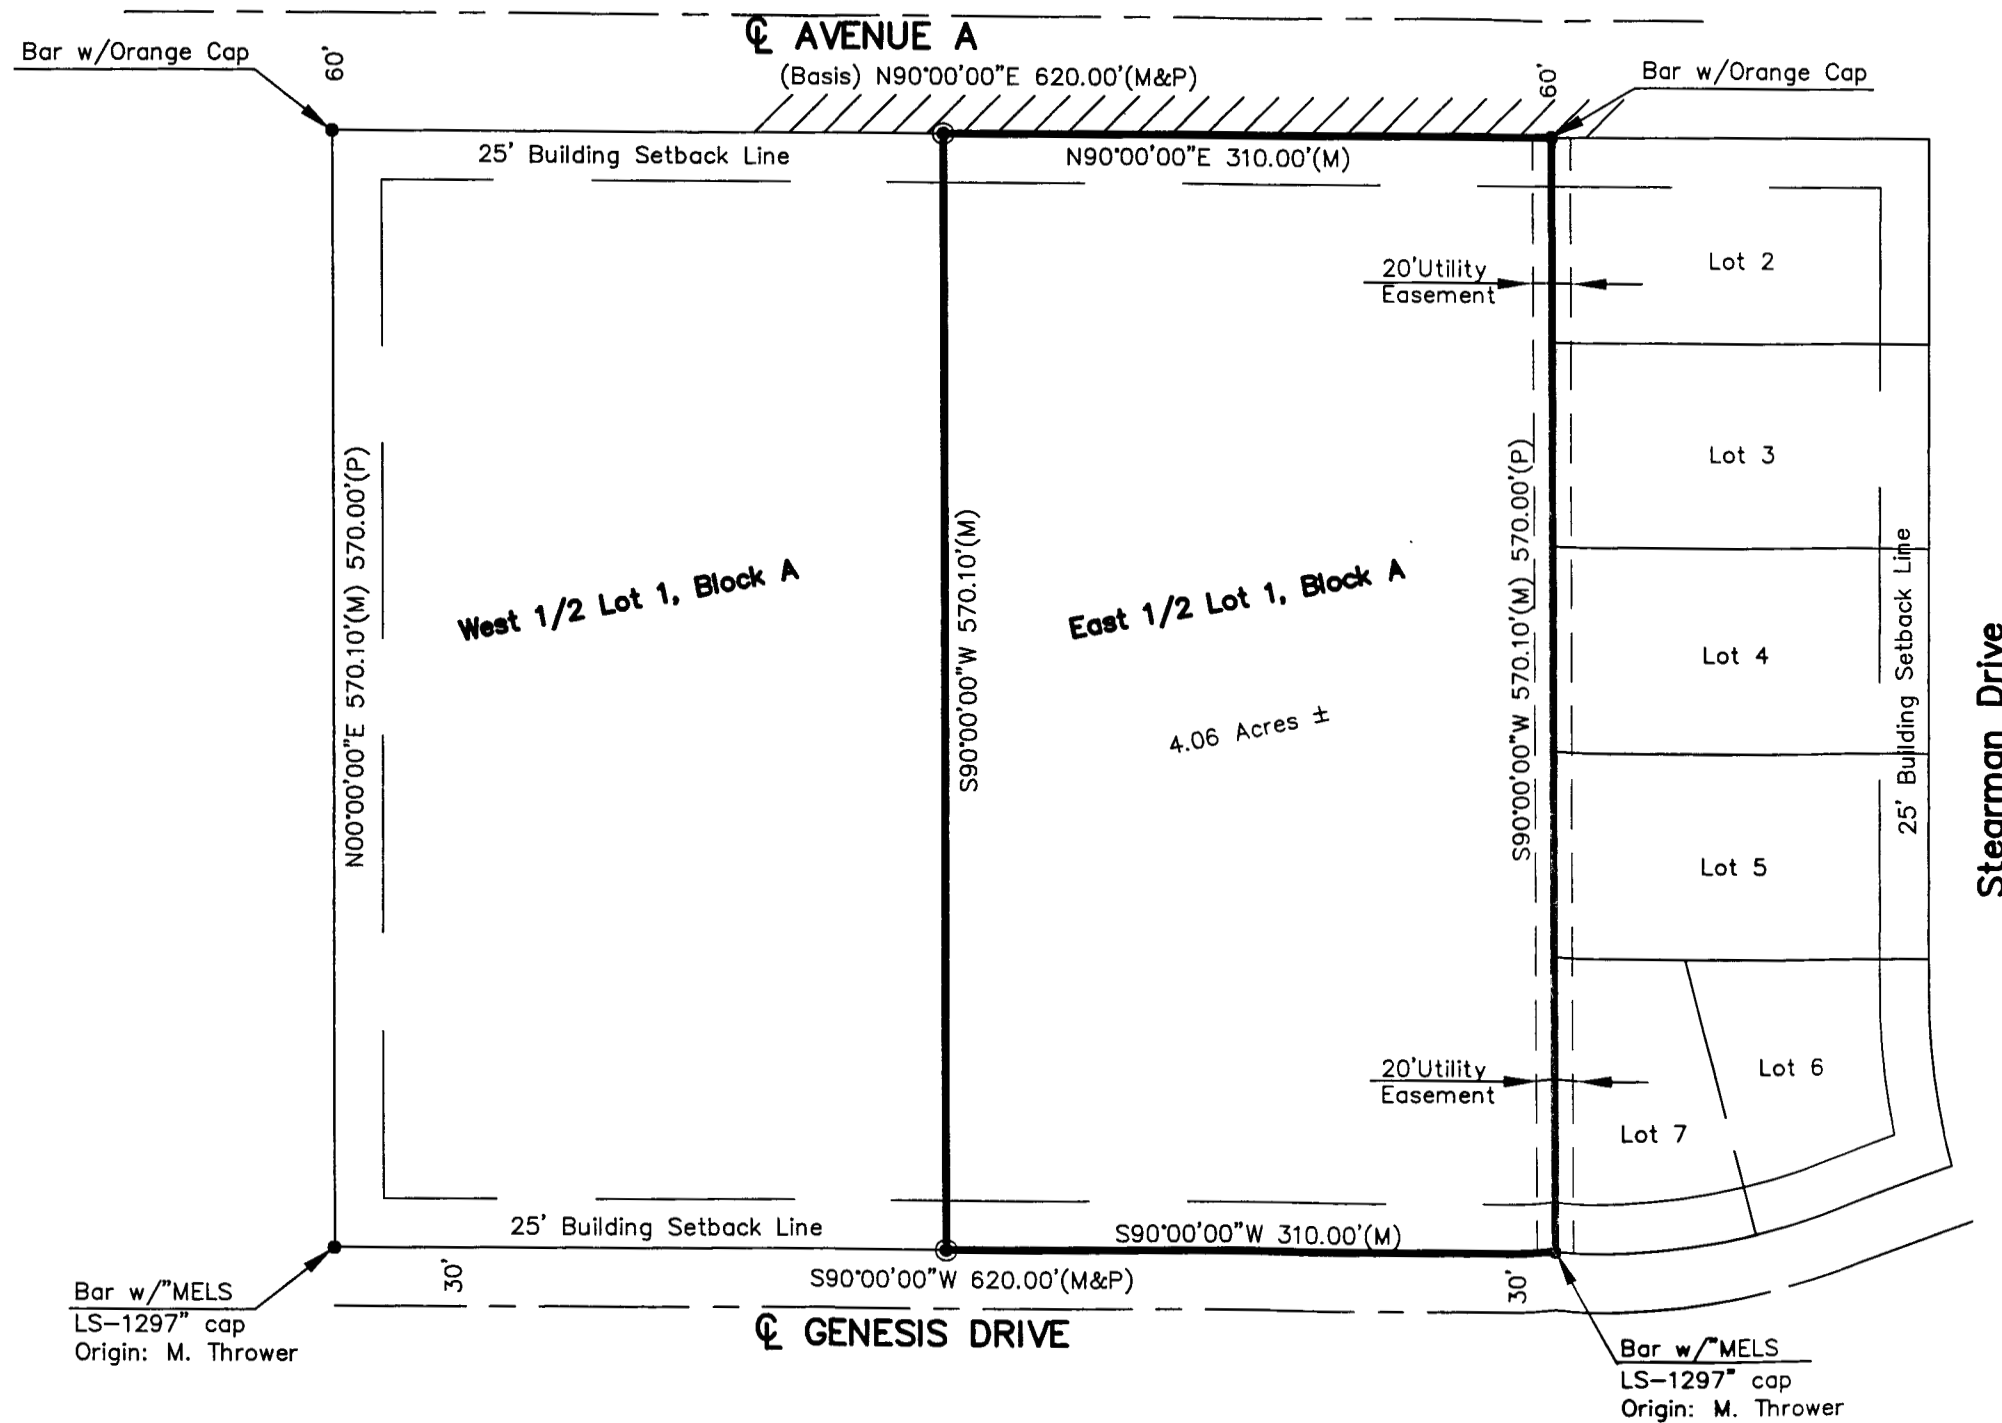 ℄ AVENUE A
Bar w/Orange Cap
60'
(Basis) N90°00'00"E 620.00'(M&P)
60'
Bar w/Orange Cap
25' Building Setback Line
N90°00'00"E 310.00'(M)
20'Utility
Easement
Lot 2
Lot 3
N00°00'00"E 570.10'(M) 570.00'(P)
West 1/2 Lot 1, Block A
S90°00'00"W 570.10'(M)
East 1/2 Lot 1, Block A
4.06 Acres ±
S90°00'00"W 570.10'(M) 570.00'(P)
Lot 4
25' Building Setback Line
Stearman Drive
Lot 5
20'Utility
Easement
Lot 6
Lot 7
25' Building Setback Line
S90°00'00"W 310.00'(M)
30'
S90°00'00"W 620.00'(M&P)
30'
Bar w/"MELS
LS-1297" cap
Origin: M. Thrower
℄ GENESIS DRIVE
Bar w/"MELS
LS-1297" cap
Origin: M. Thrower